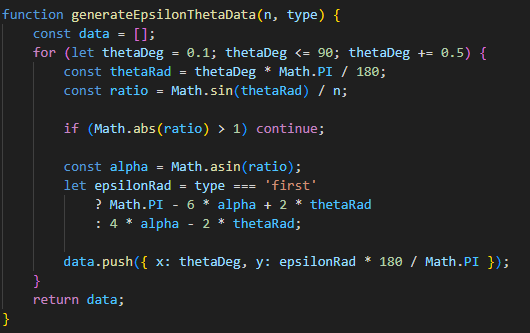 function generateEpsilonThetaData(n, type) {
    const data = [];
    for (let thetaDeg = 0.1; thetaDeg <= 90; thetaDeg += 0.5) {
        const thetaRad = thetaDeg * Math.PI / 180;
        const ratio = Math.sin(thetaRad) / n;

        if (Math.abs(ratio) > 1) continue;

        const alpha = Math.asin(ratio);
        let epsilonRad = type === 'first'
            ? Math.PI - 6 * alpha + 2 * thetaRad
            : 4 * alpha - 2 * thetaRad;

        data.push({ x: thetaDeg, y: epsilonRad * 180 / Math.PI });
    }
    return data;
}